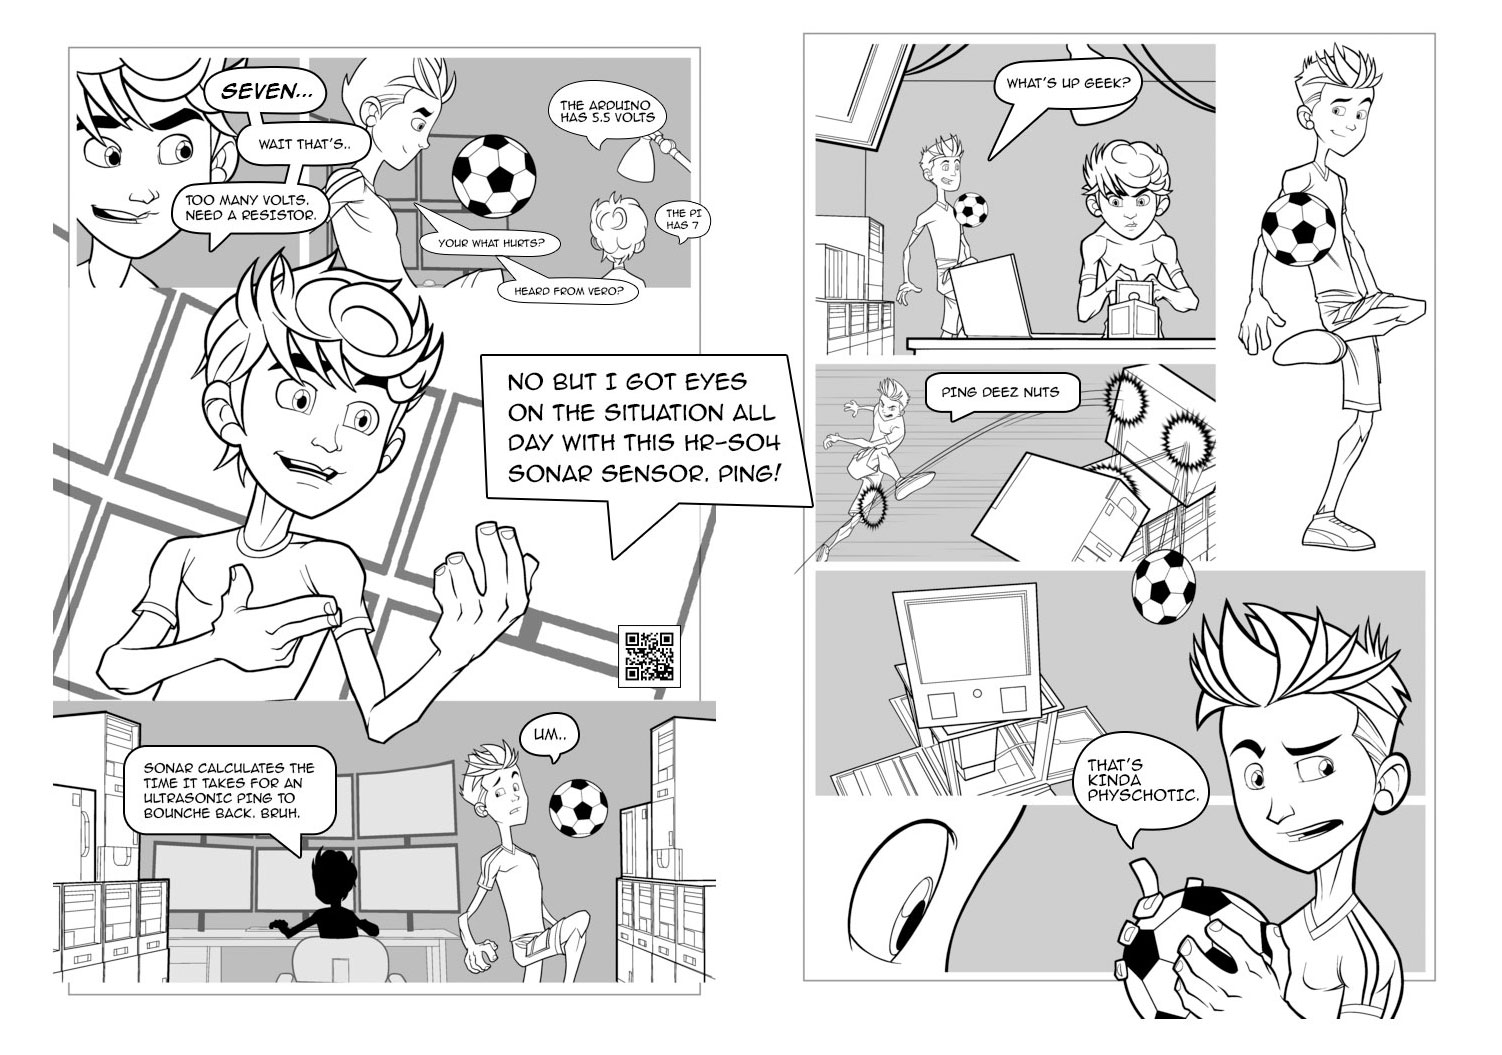 SEVEN...
WAIT THAT'S..
TOO MANY VOLTS.
NEED A RESISTOR.
THE ARDUINO
HAS 5.5 VOLTS
THE PI
HAS 7
YOUR WHAT HURTS?
HEARD FROM VERO?
NO BUT I GOT EYES
ON THE SITUATION ALL
DAY WITH THIS HR-S04
SONAR SENSOR. PING!
SONAR CALCULATES THE
TIME IT TAKES FOR AN
ULTRASONIC PING TO
BOUNCHE BACK. BRUH.
UM..
WHAT'S UP GEEK?
PING DEEZ NUTS
THAT'S
KINDA
PHYSCHOTIC.